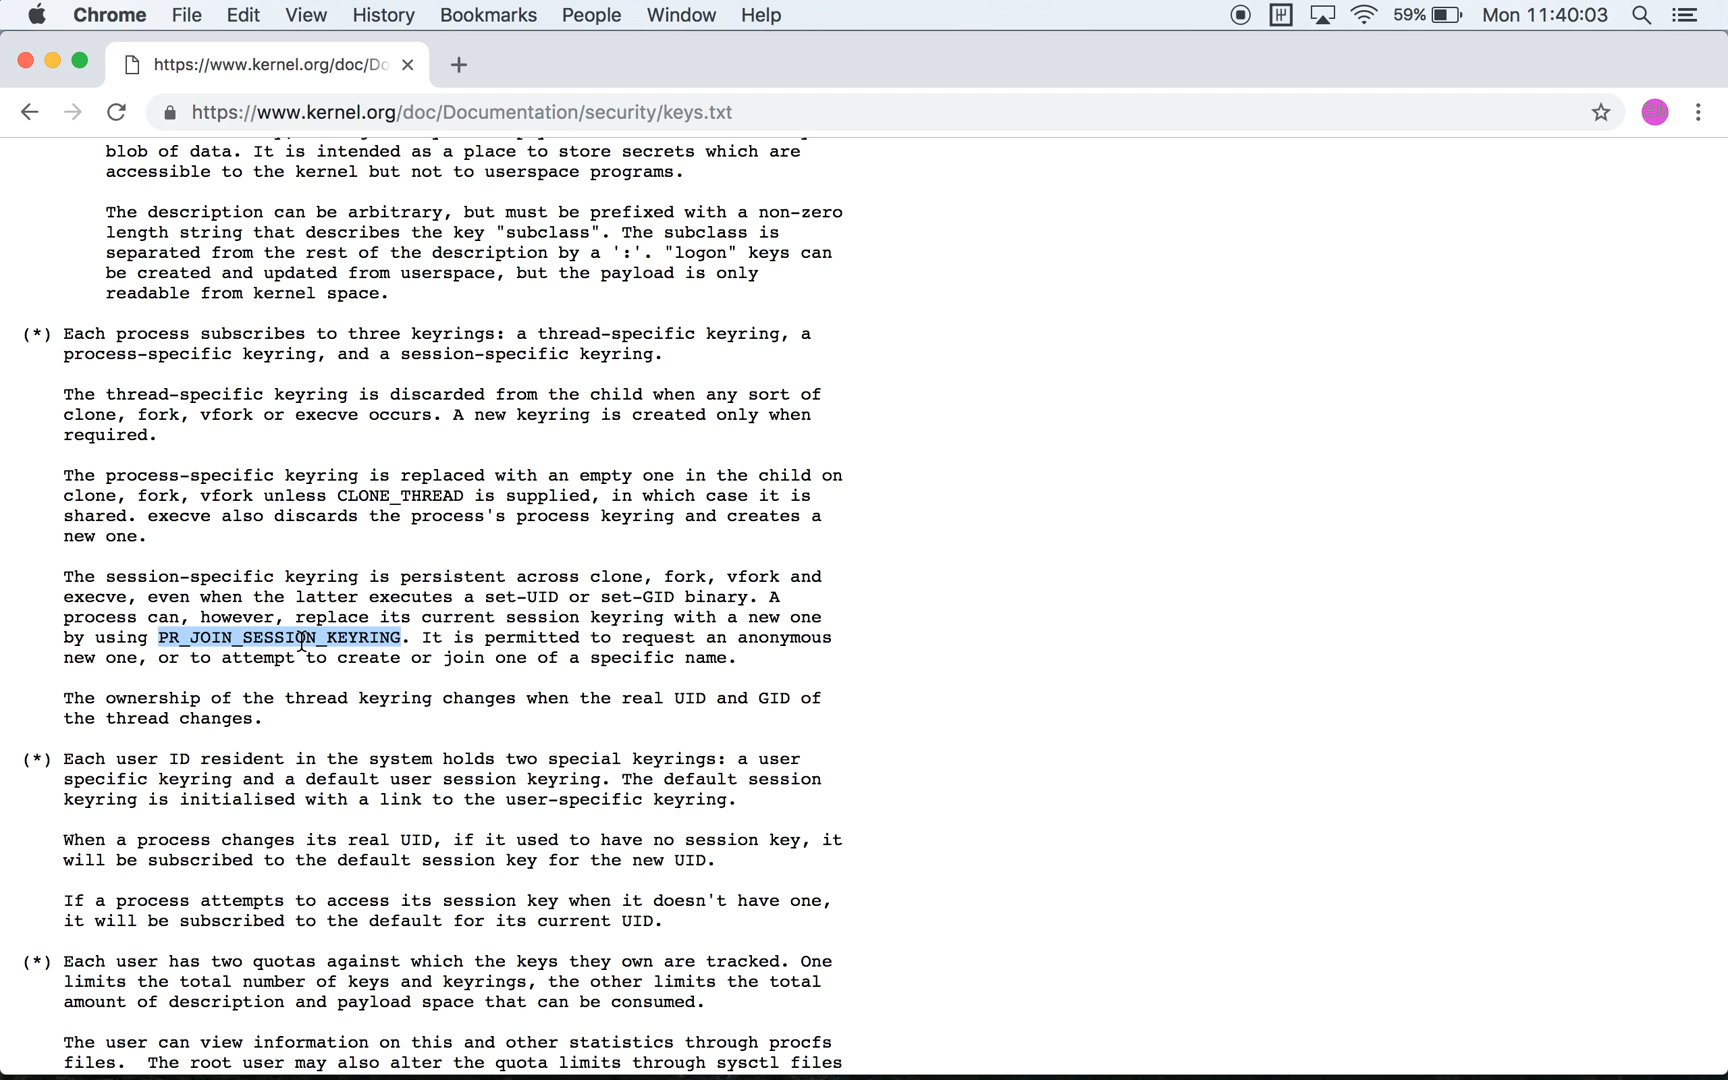 Chrome File Edit View History Bookmarks People Window Help 59% Mon 11:40:03
https://www.kernel.org/doc/Do
https://www.kernel.org/doc/Documentation/security/keys.txt
blob of data. It is intended as a place to store secrets which are
accessible to the kernel but not to userspace programs.
The description can be arbitrary, but must be prefixed with a non-zero
length string that describes the key "subclass". The subclass is
separated from the rest of the description by a ':'. "logon" keys can
be created and updated from userspace, but the payload is only
readable from kernel space.
(*) Each process subscribes to three keyrings: a thread-specific keyring, a
process-specific keyring, and a session-specific keyring.
The thread-specific keyring is discarded from the child when any sort of
clone, fork, vfork or execve occurs. A new keyring is created only when
required.
The process-specific keyring is replaced with an empty one in the child on
clone, fork, vfork unless CLONE_THREAD is supplied, in which case it is
shared. execve also discards the process's process keyring and creates a
new one.
The session-specific keyring is persistent across clone, fork, vfork and
execve, even when the latter executes a set-UID or set-GID binary. A
process can, however, replace its current session keyring with a new one
by using PR_JOIN_SESSION_KEYRING. It is permitted to request an anonymous
new one, or to attempt to create or join one of a specific name.
The ownership of the thread keyring changes when the real UID and GID of
the thread changes.
(*) Each user ID resident in the system holds two special keyrings: a user
specific keyring and a default user session keyring. The default session
keyring is initialised with a link to the user-specific keyring.
When a process changes its real UID, if it used to have no session key, it
will be subscribed to the default session key for the new UID.
If a process attempts to access its session key when it doesn't have one,
it will be subscribed to the default for its current UID.
(*) Each user has two quotas against which the keys they own are tracked. One
limits the total number of keys and keyrings, the other limits the total
amount of description and payload space that can be consumed.
The user can view information on this and other statistics through procfs
files.  The root user may also alter the quota limits through sysctl files